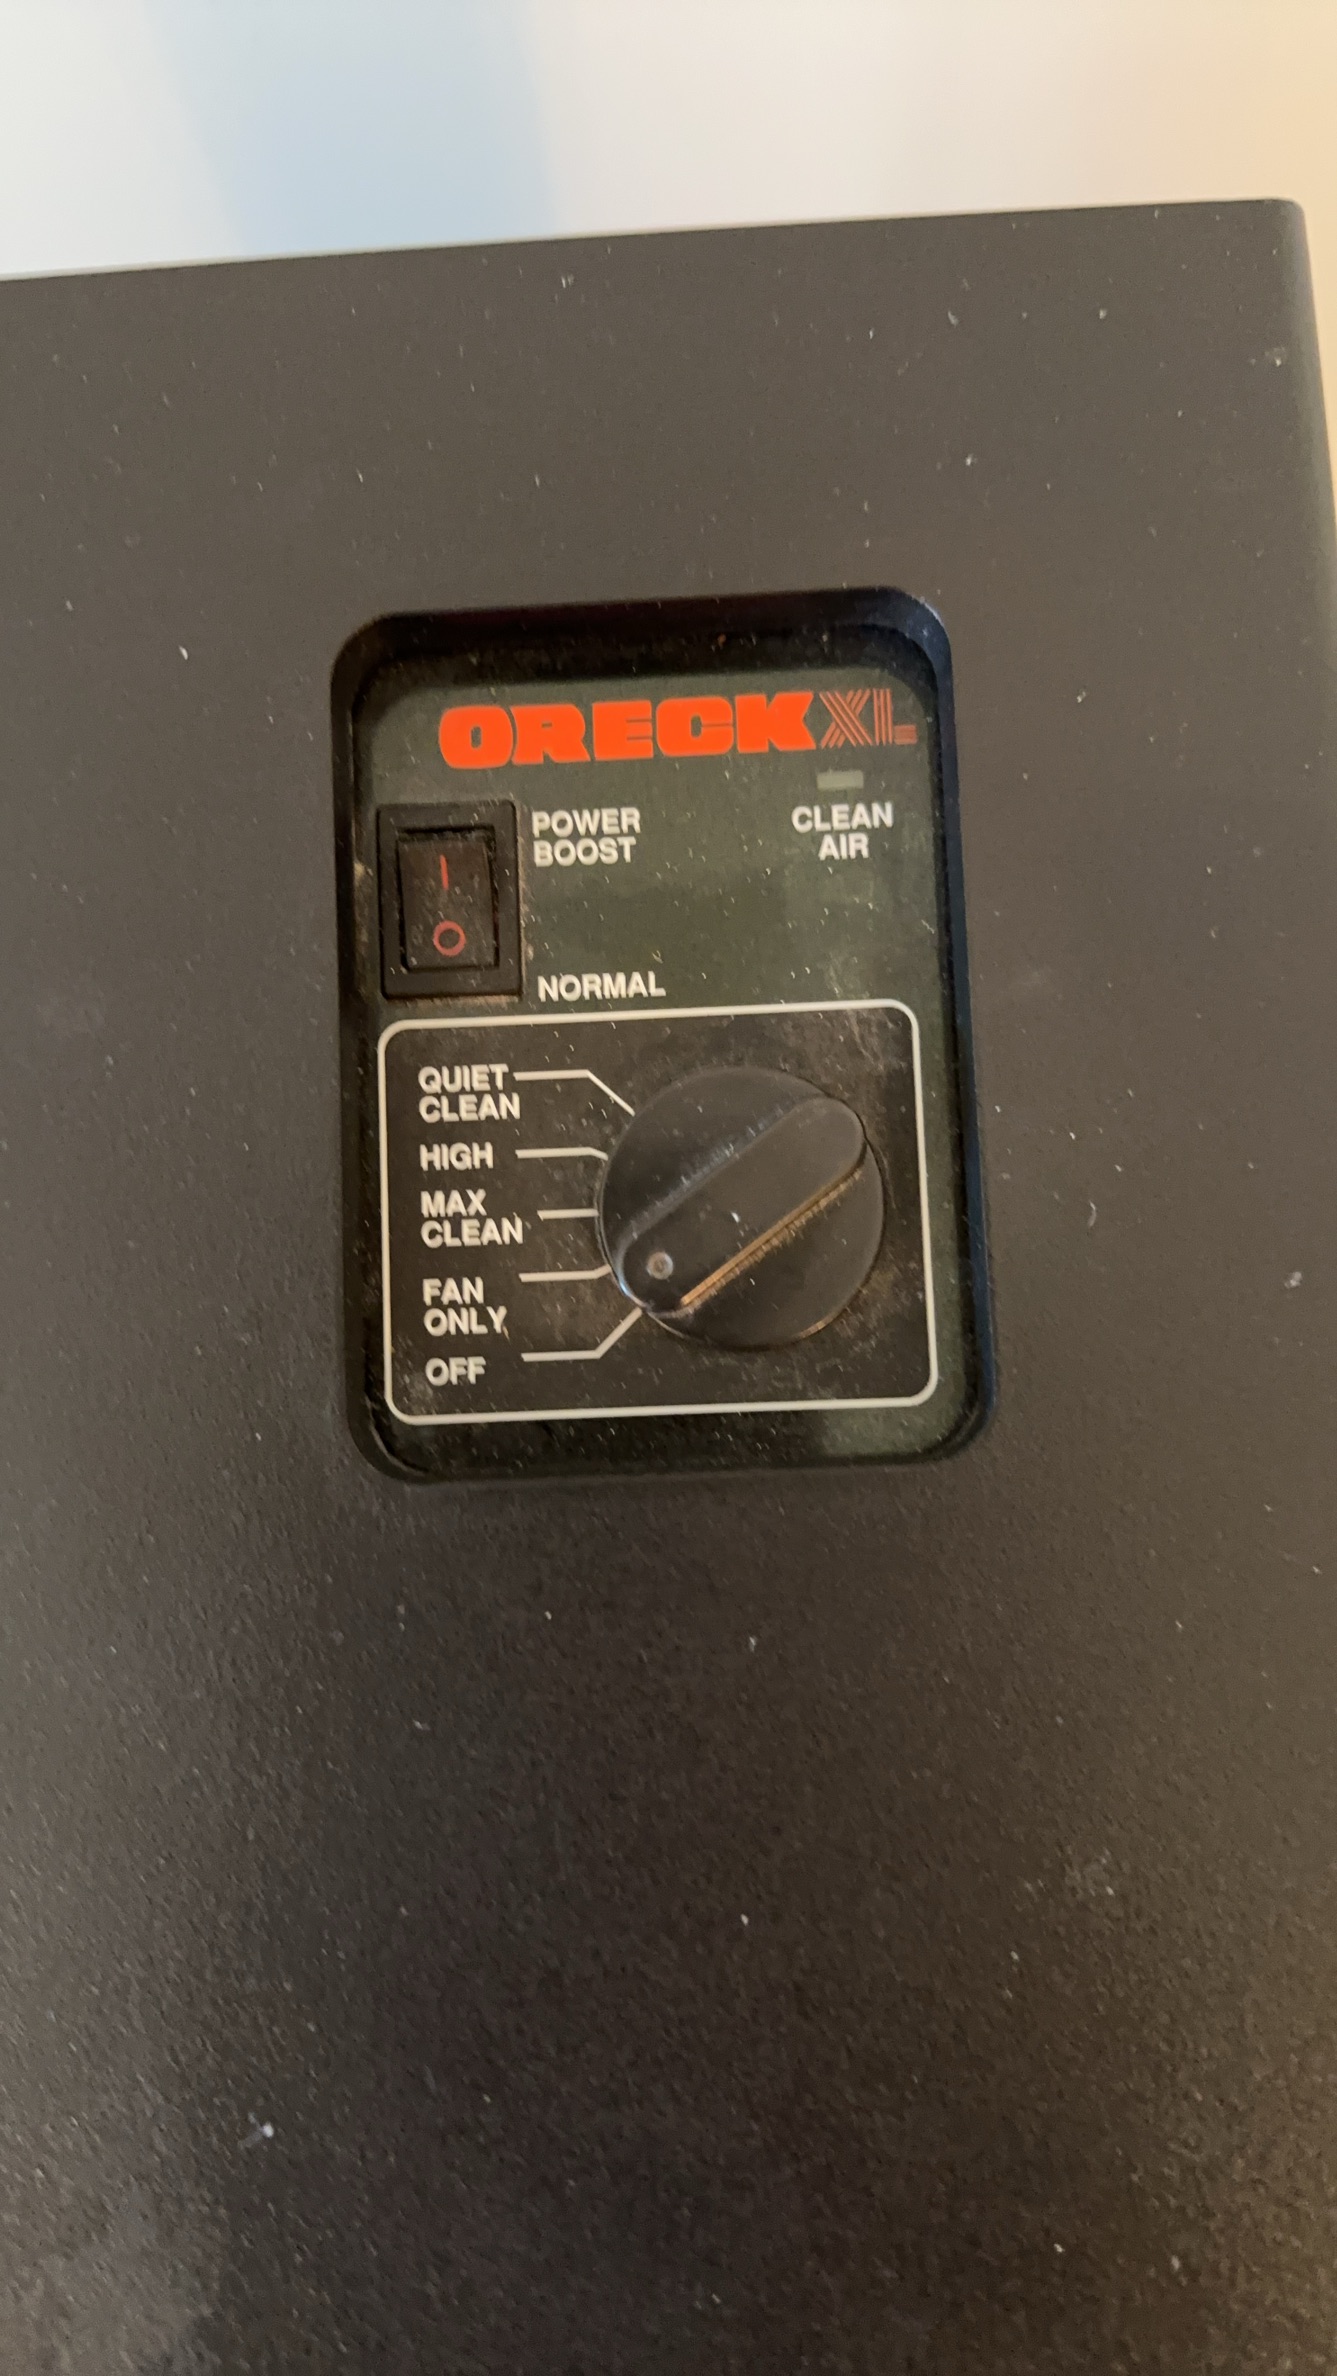 ORECK XL
POWER
BOOST
CLEAN
AIR
I
O
NORMAL
QUIET
CLEAN
HIGH
MAX
CLEAN
FAN
ONLY
OFF